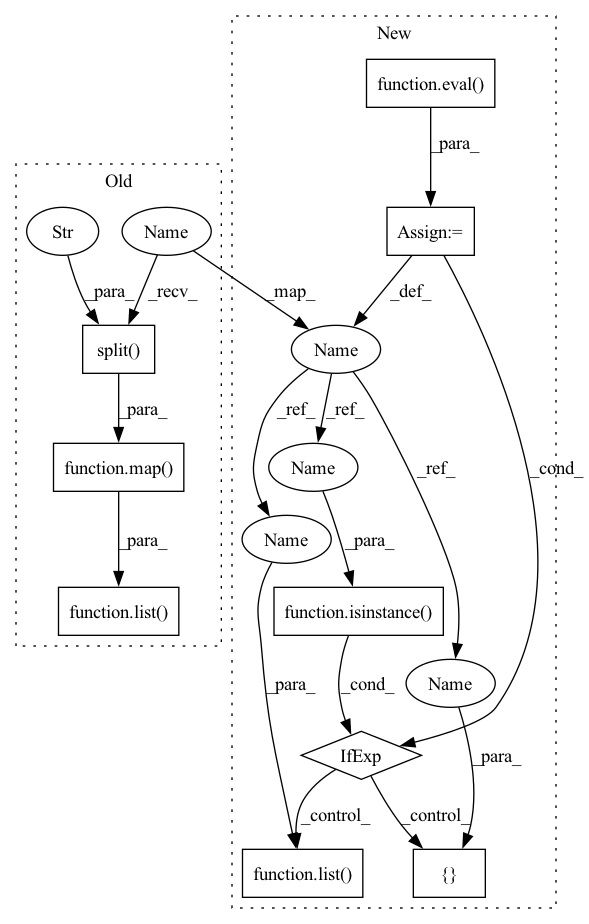 New
function.eval()
_para_
Old
Str
Name
Assign:=
_para_
_recv_
_map_
_def_
split()
Name
_para_
_ref_
_ref_
function.map()
Name
_ref_
_cond_
_para_
Name
_para_
function.list()
function.isinstance()
_para_
_cond_
Name
IfExp
_para_
_control_
_control_
function.list()
{}